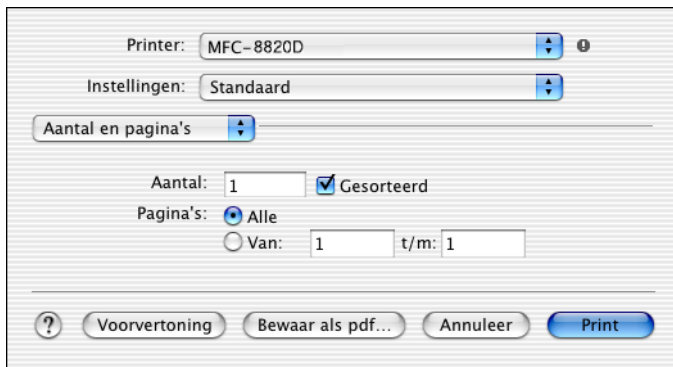 Printer: MFC-8820D
Instellingen: Standaard
Aantal en pagina's
Aantal: 1 Gesorteerd
Pagina's: Alle
Van: 1 t/m: 1
? Voorvertoning Bewaar als pdf... Annuleer Print